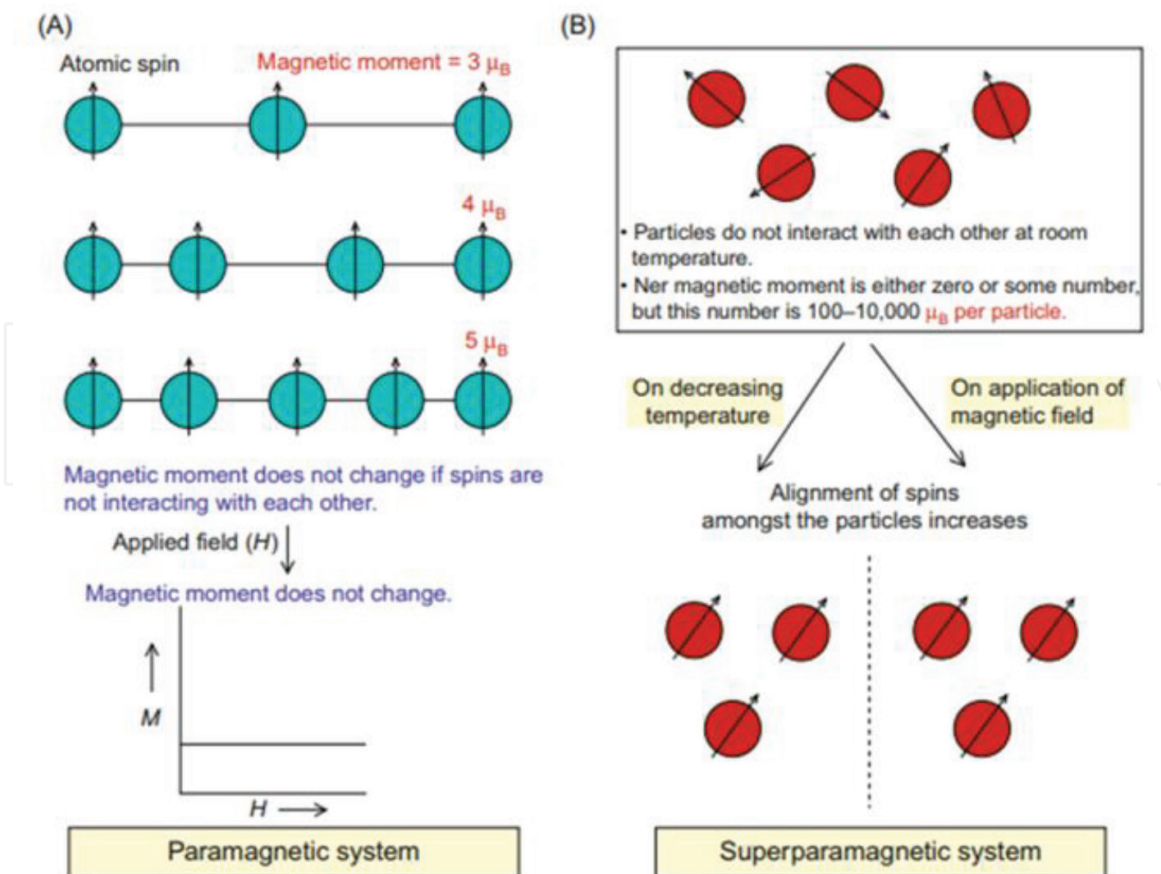 (A)
Atomic spin
Magnetic moment = 3 μB
4 μB
5 μB
Magnetic moment does not change if spins are
not interacting with each other.
Applied field (H)
Magnetic moment does not change.
M
H
Paramagnetic system
(B)
• Particles do not interact with each other at room
temperature.
• Ner magnetic moment is either zero or some number,
but this number is 100–10,000 μB per particle.
On decreasing
temperature
On application of
magnetic field
Alignment of spins
amongst the particles increases
Superparamagnetic system